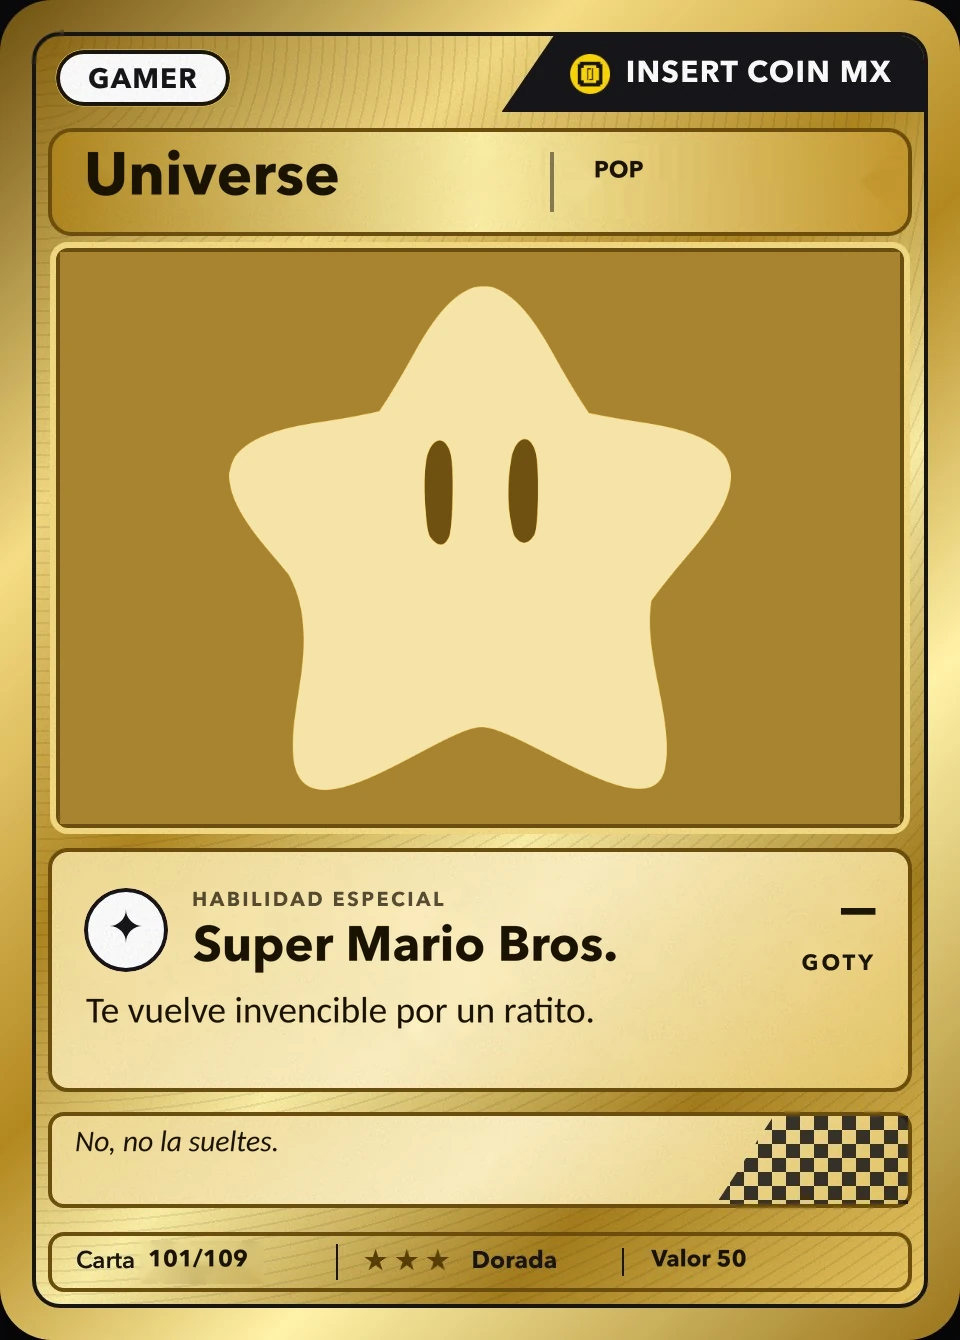 GAMER
INSERT COIN MX
Universe
POP
HABILIDAD ESPECIAL
Super Mario Bros.
—
GOTY
Te vuelve invencible por un ratito.
No, no la sueltes.
Carta 101/109
★★★ Dorada
Valor 50